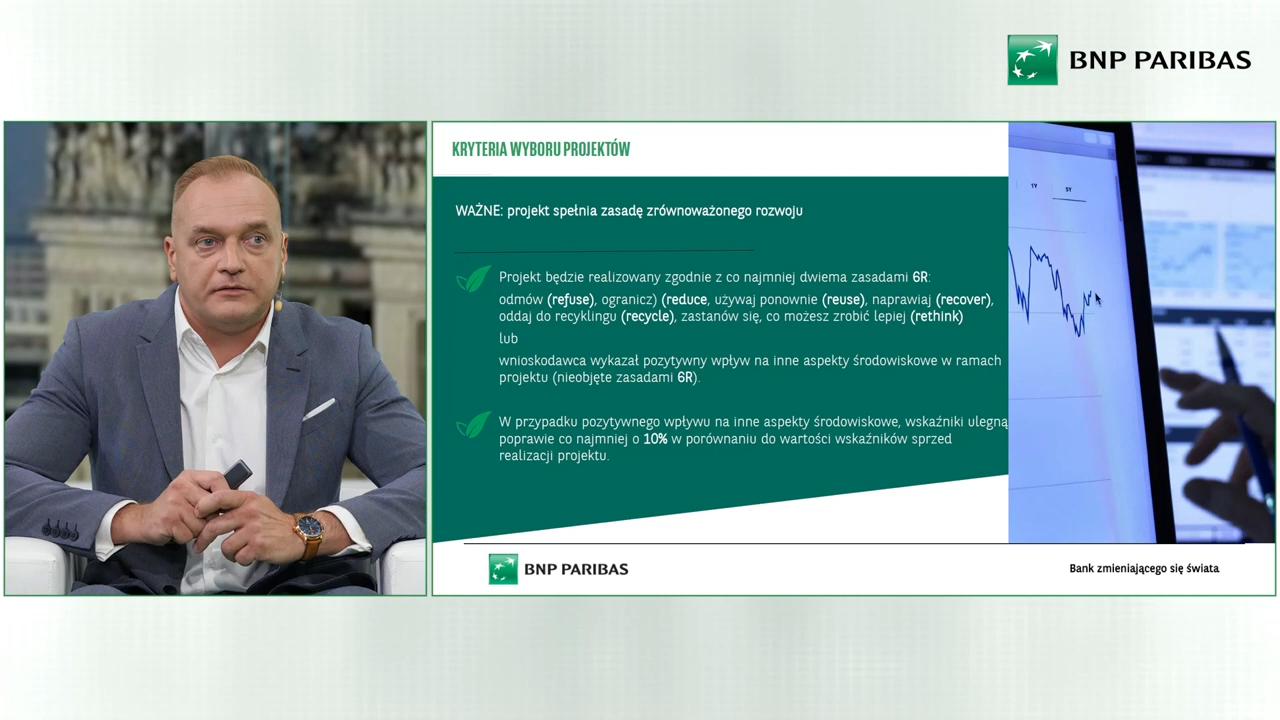 BNP PARIBAS
KRYTERIA WYBORU PROJEKTÓW
WAŻNE: projekt spełnia zasadę zrównoważonego rozwoju
Projekt będzie realizowany zgodnie z co najmniej dwiema zasadami 6R:
odmów (refuse), ogranicz) (reduce, używaj ponownie (reuse), naprawiaj (recover),
oddaj do recyklingu (recycle), zastanów się, co możesz zrobić lepiej (rethink)
lub
wnioskodawca wykazał pozytywny wpływ na inne aspekty środowiskowe w ramach
projektu (nieobjęte zasadami 6R).
W przypadku pozytywnego wpływu na inne aspekty środowiskowe, wskaźniki ulegną
poprawie co najmniej o 10% w porównaniu do wartości wskaźników sprzed
realizacji projektu.
1Y 5Y
BNP PARIBAS
Bank zmieniającego się świata